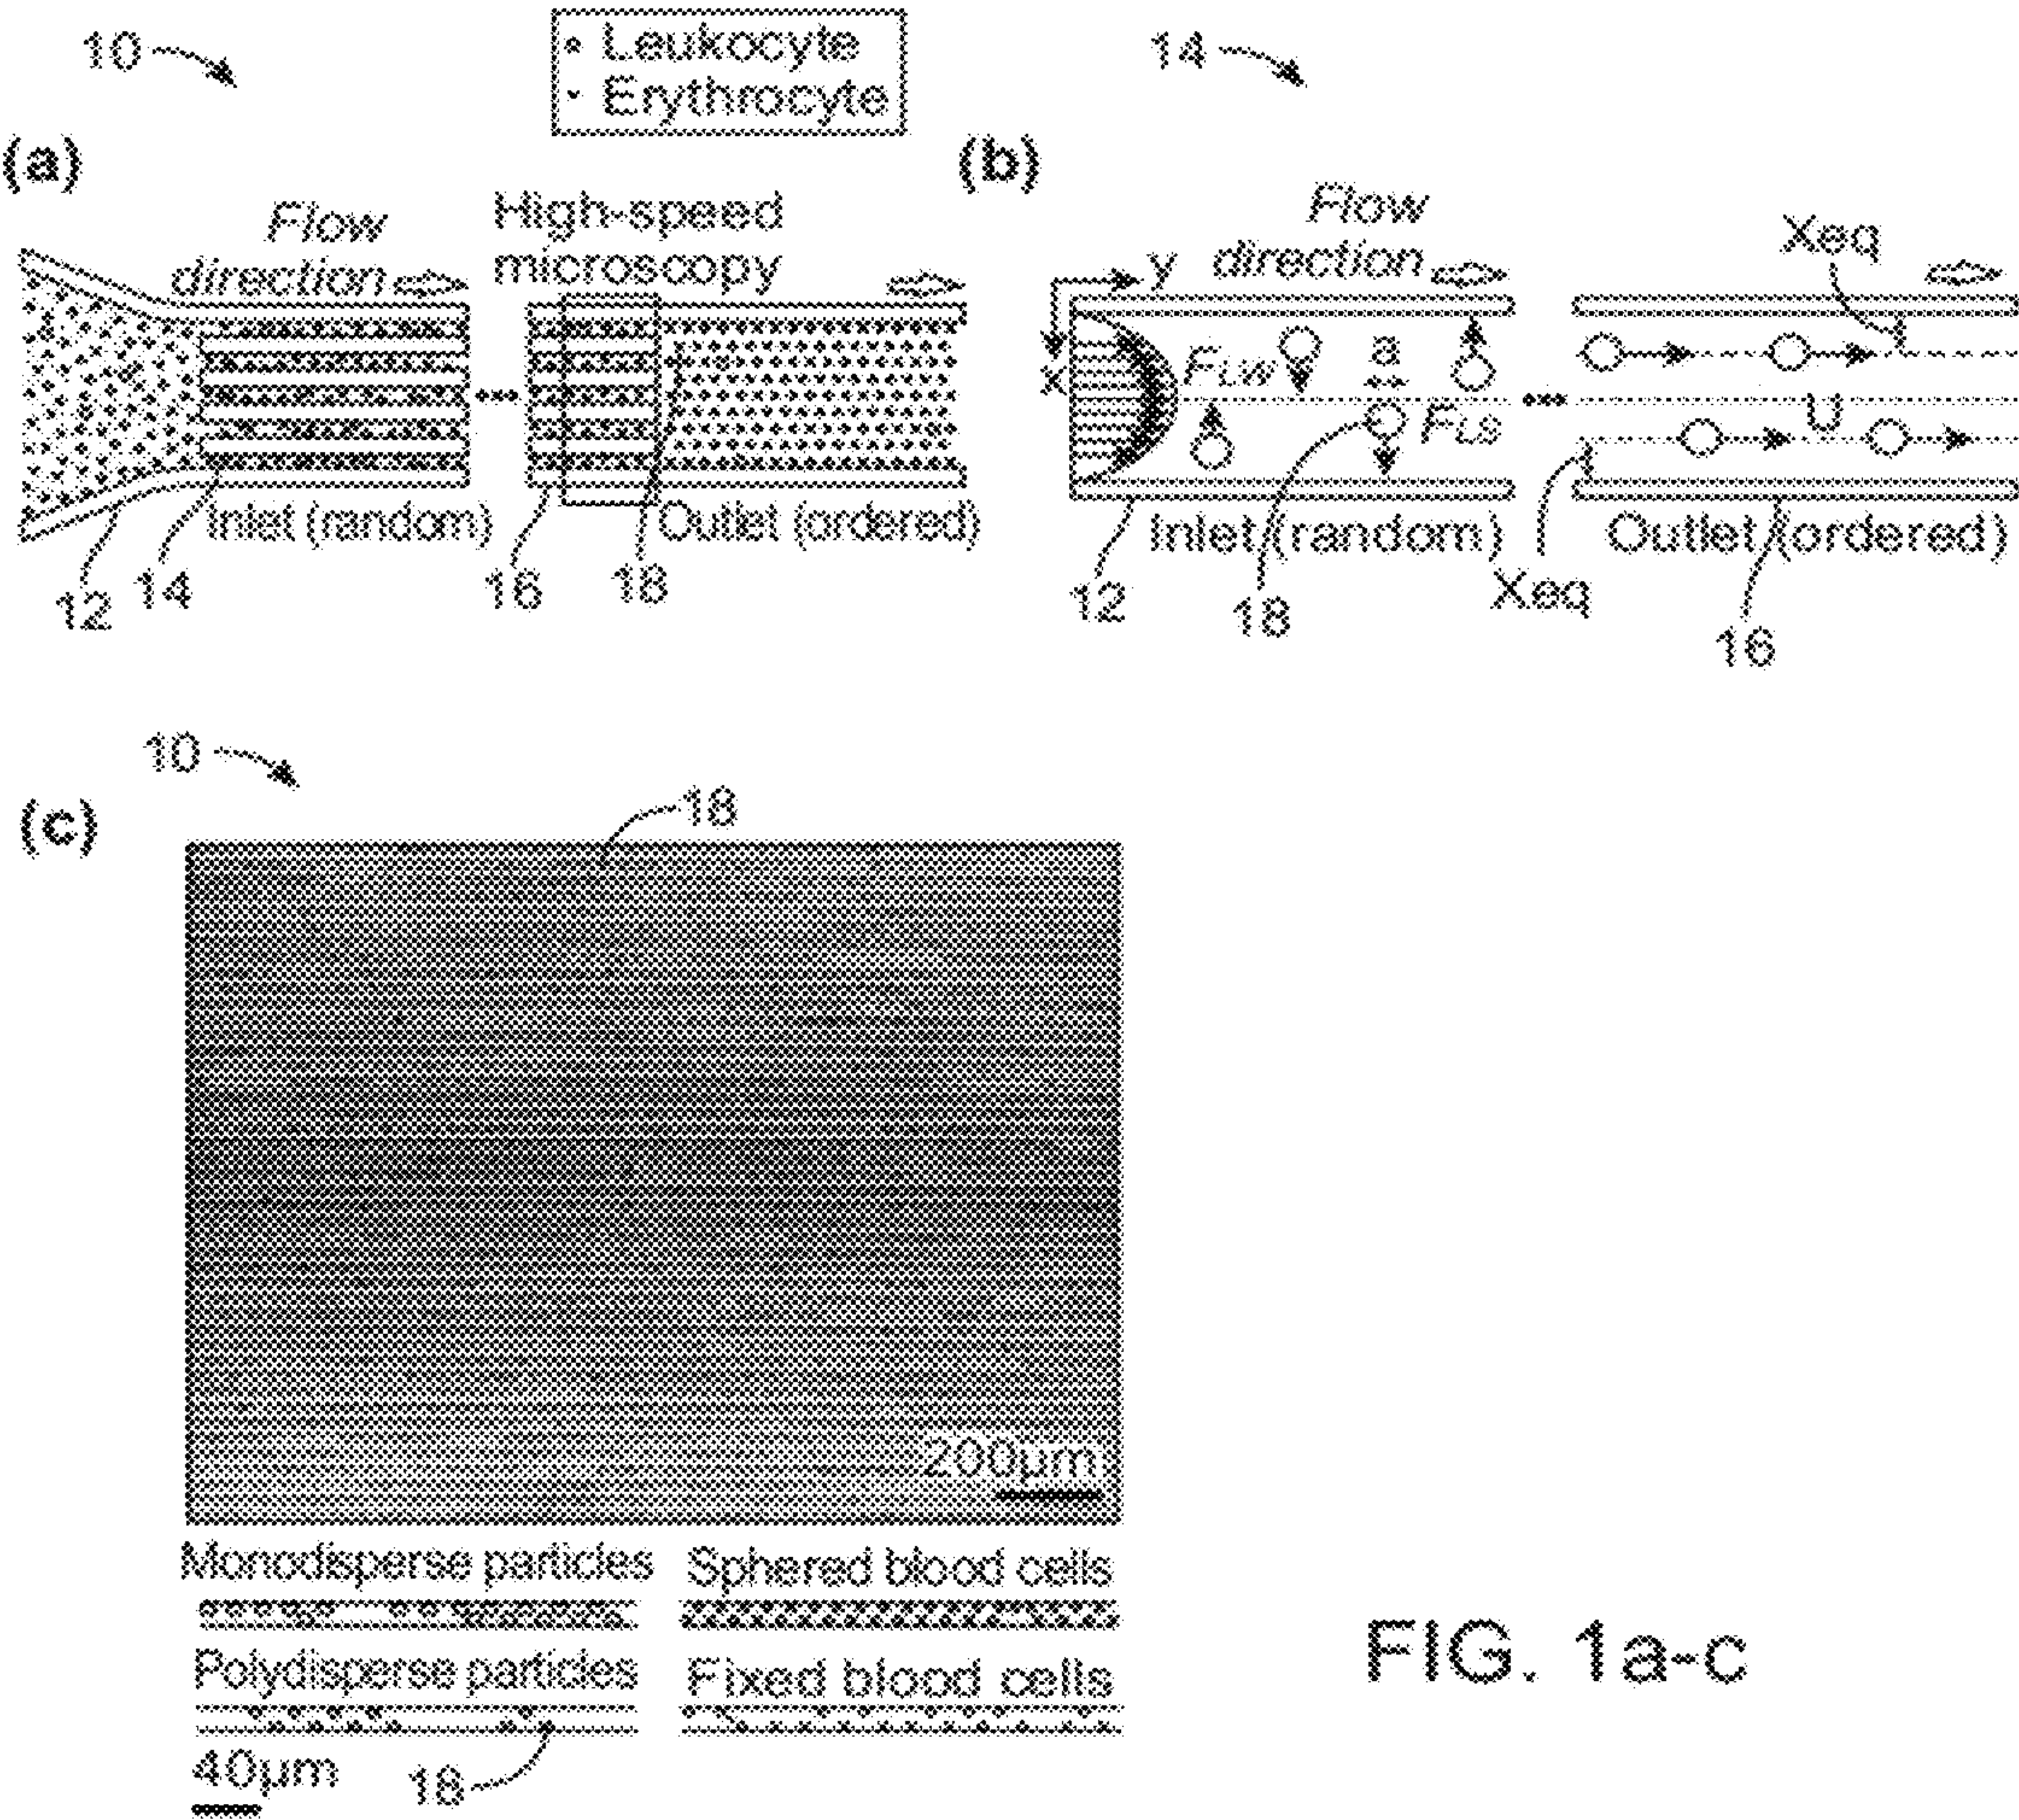 10
Leukocyte
Erythrocyte
14
(a)
(b)
Flow
direction
High-speed
microscopy
Flow
direction
Xeq
y
x
FLW
a
FLS
U
Inlet (random)
Outlet (ordered)
Inlet (random)
Outlet (ordered)
12
14
16
18
12
18
Xeq
16
10
(c)
18
200μm
Monodisperse particles
Sphered blood cells
Polydisperse particles
Fixed blood cells
40μm
18
FIG. 1a-c